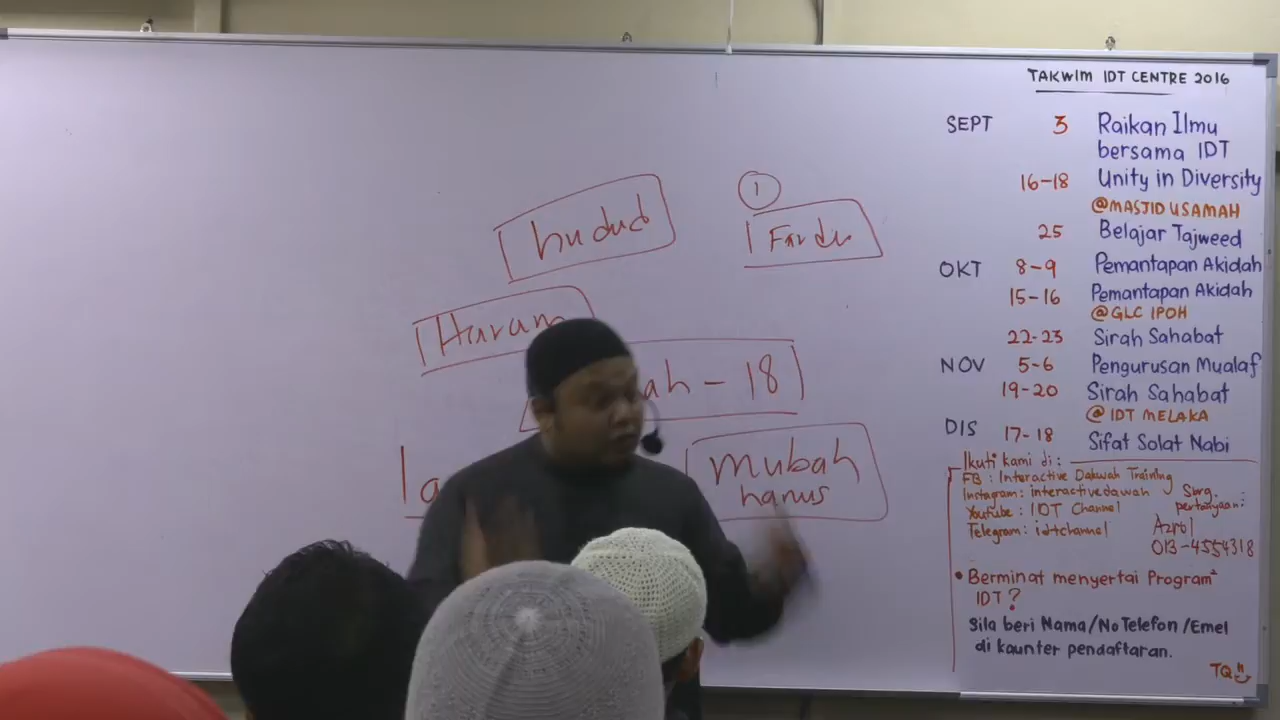 TAKWIM IDT CENTRE 2016
SEPT 3 Raikan Ilmu
bersama IDT
16-18 Unity in Diversity
@MASJID USAMAH
25 Belajar Tajweed
OKT 8-9 Pemantapan Akidah
15-16 Pemantapan Akidah
@GLC IPOH
22-23 Sirah Sahabat
NOV 5-6 Pengurusan Mualaf
19-20 Sirah Sahabat
@ IDT MELAKA
DIS 17-18 Sifat Solat Nabi
Ikuti kami di:
FB : Interactive Dakwah Training
Instagram: interactivedawah
Youtube : IDT Channel
Telegram: idtchannel
Sbrg. pertanyaan:
Azrol
013-4554318
• Berminat menyertai Program²
IDT?
Sila beri Nama/No Telefon/Emel
di kaunter pendaftaran.
TQ
hudud
1
Fardu
Haram
ah - 18
la
mubah
harus